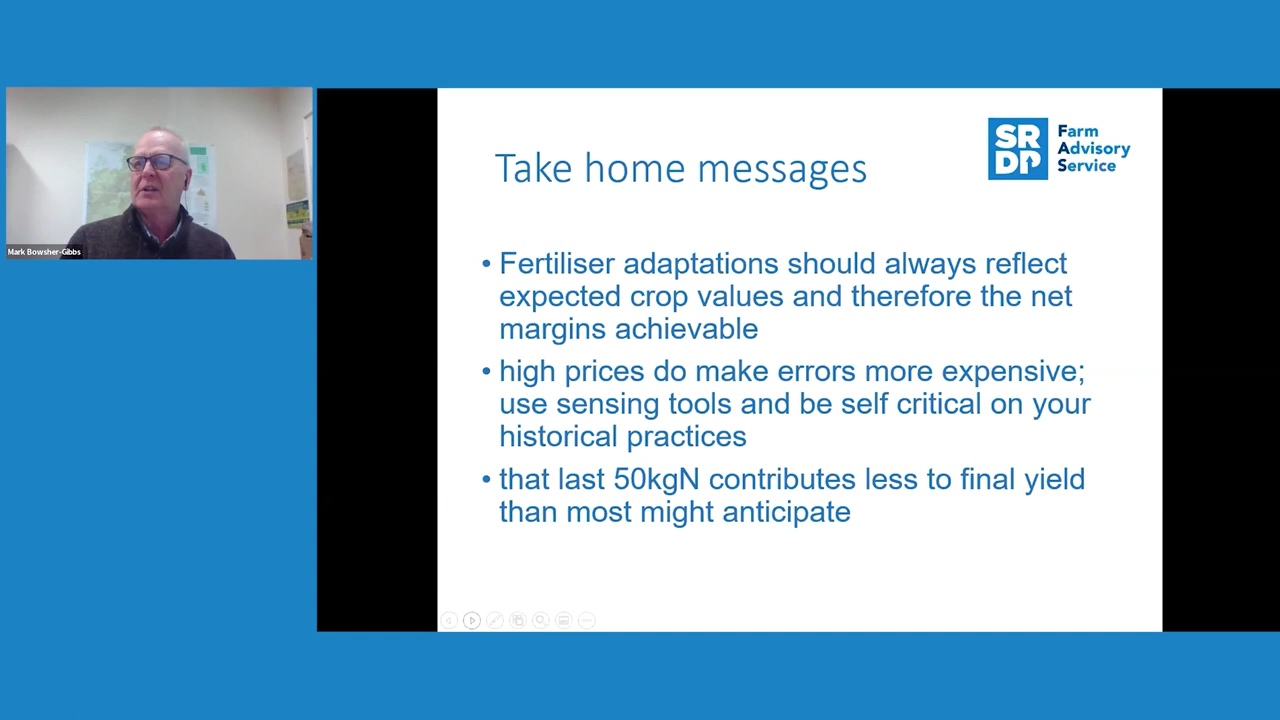 Mark Bowsher-Gibbs
SR
DP
Farm
Advisory
Service
Take home messages
• Fertiliser adaptations should always reflect
expected crop values and therefore the net
margins achievable
• high prices do make errors more expensive;
use sensing tools and be self critical on your
historical practices
• that last 50kgN contributes less to final yield
than most might anticipate